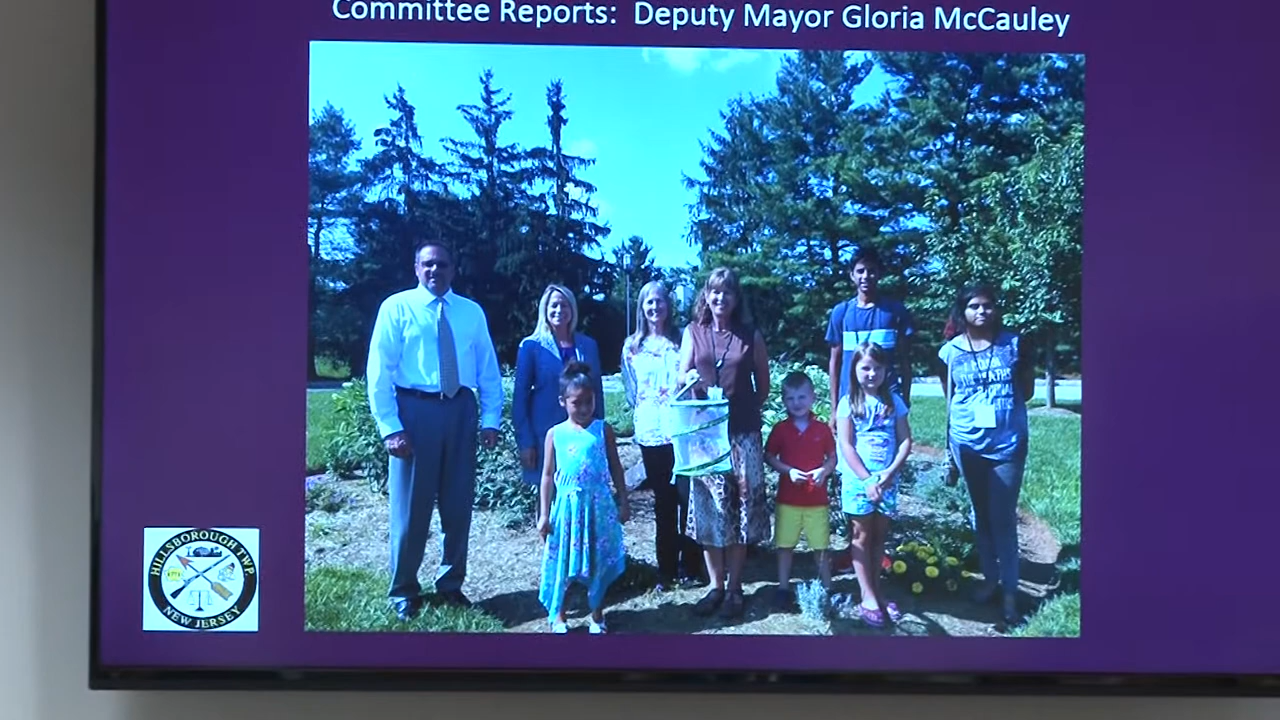 Committee Reports:  Deputy Mayor Gloria McCauley
HILLSBOROUGH TWP.
NEW JERSEY